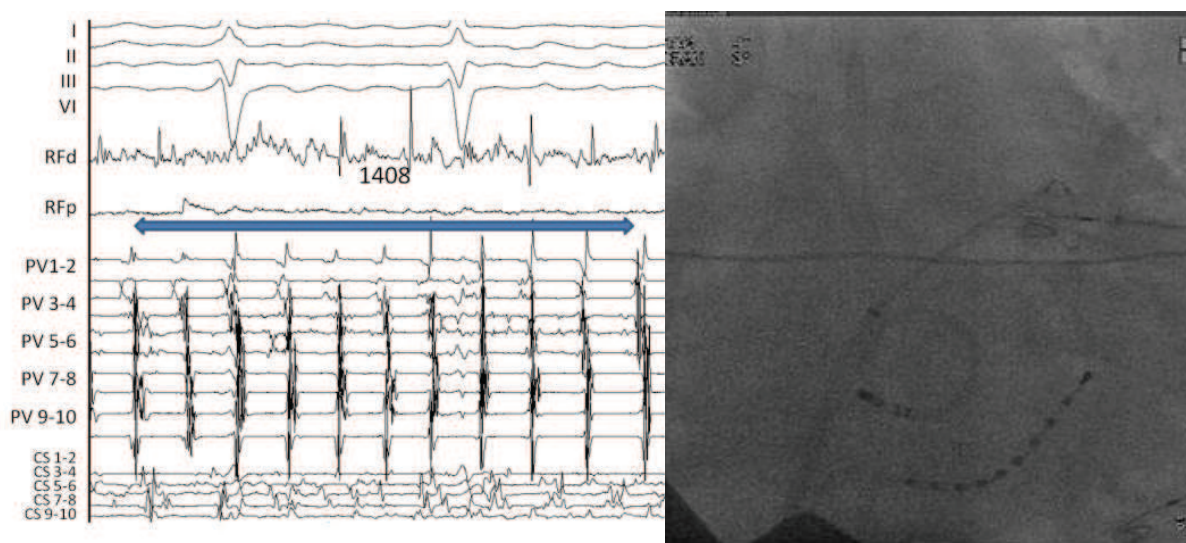 I
II
III
VI
RFd
1408
RFp
PV1-2
PV 3-4
PV 5-6
PV 7-8
PV 9-10
CS 1-2
CS 3-4
CS 5-6
CS 7-8
CS 9-10